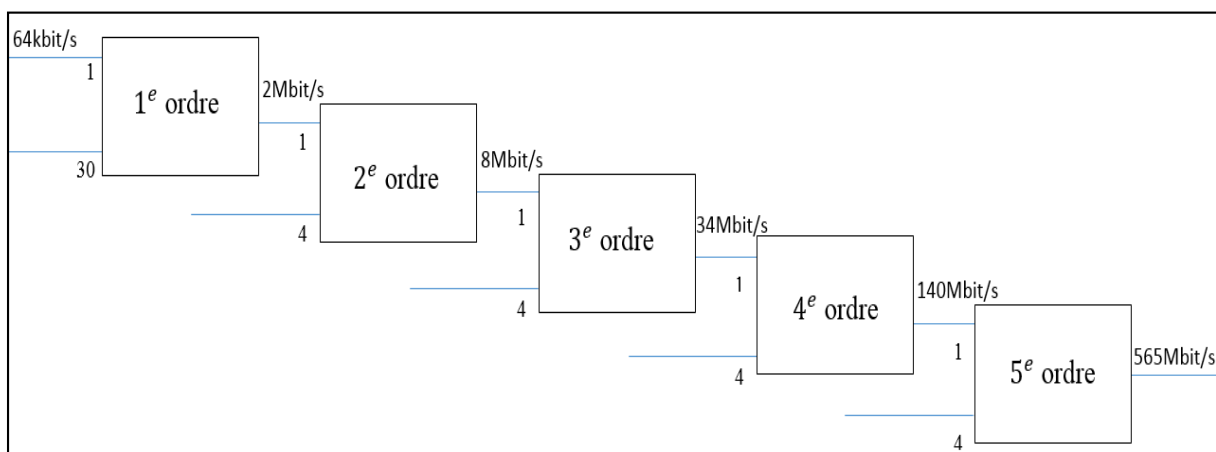 64kbit/s
1
30
1e ordre
2Mbit/s
1
4
2e ordre
8Mbit/s
1
4
3e ordre
34Mbit/s
1
4
4e ordre
140Mbit/s
1
4
5e ordre
565Mbit/s